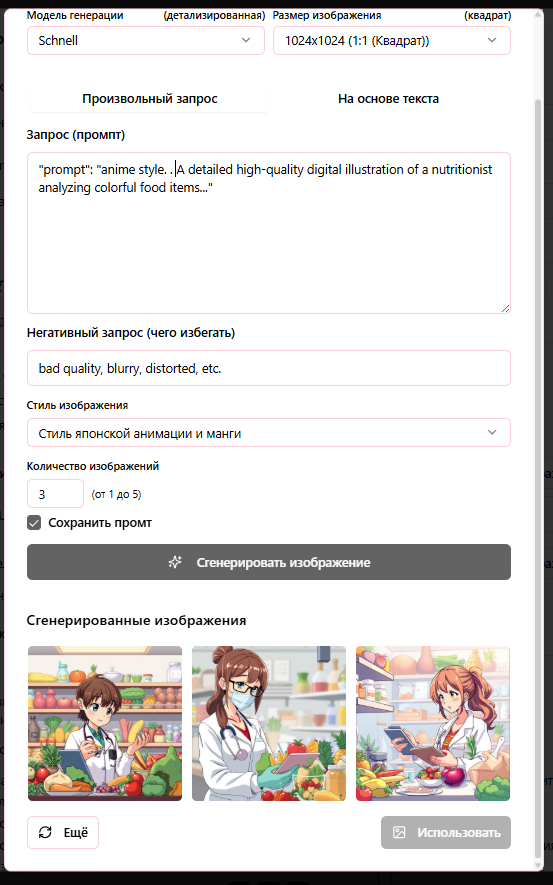 Модель генерации (детализированная) Размер изображения (квадрат)
Schnell 1024x1024 (1:1 (Квадрат))
Произвольный запрос На основе текста
Запрос (промпт)
"prompt": "anime style. . A detailed high-quality digital illustration of a nutritionist
analyzing colorful food items..."
Негативный запрос (чего избегать)
bad quality, blurry, distorted, etc.
Стиль изображения
Стиль японской анимации и манги
Количество изображений
3 (от 1 до 5)
Сохранить промт
Сгенерировать изображение
Сгенерированные изображения
Ещё Использовать